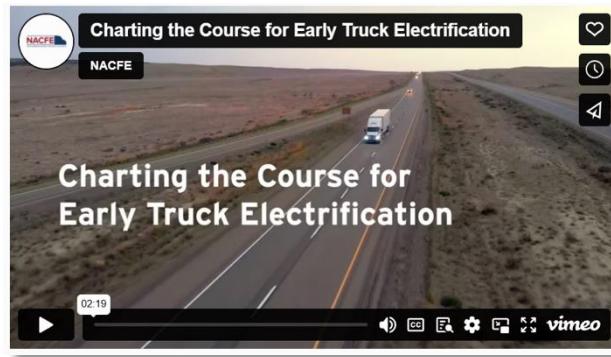 NACFE
Charting the Course for Early Truck Electrification
NACFE
Charting the Course for
Early Truck Electrification
02:19
CC
vimeo